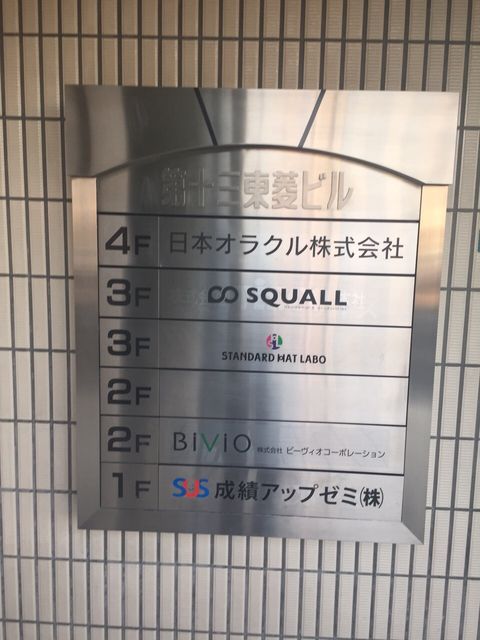 第十三東菱ビル
4F 日本オラクル株式会社
3F SQUALL
3F STANDARD HAT LABO
2F
2F BiViO 株式会社 ビーヴィオコーポレーション
1F SUS 成績アップゼミ(株)